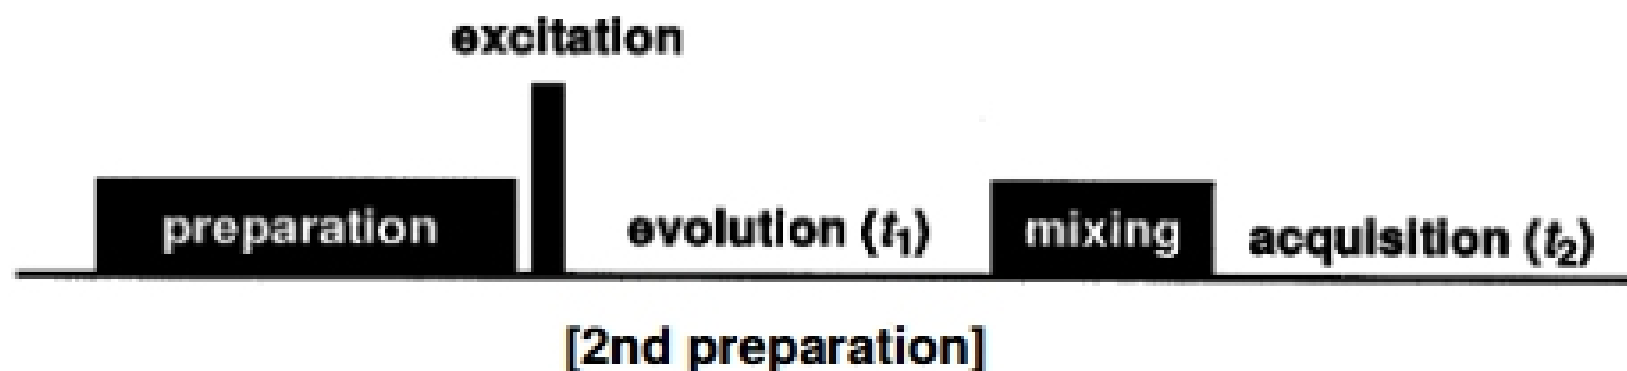 excitation
preparation
evolution (t₁)
mixing
acquisition (t₂)
[2nd preparation]